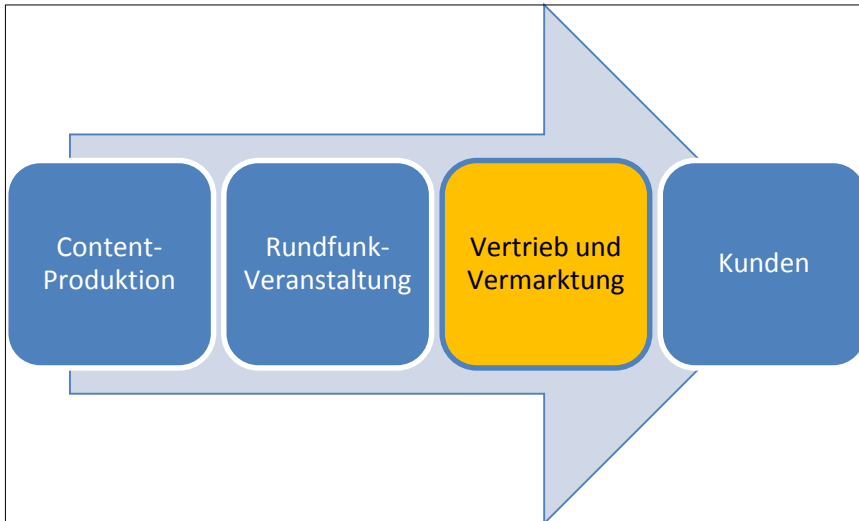 Content-
Produktion
Rundfunk-
Veranstaltung
Vertrieb und
Vermarktung
Kunden